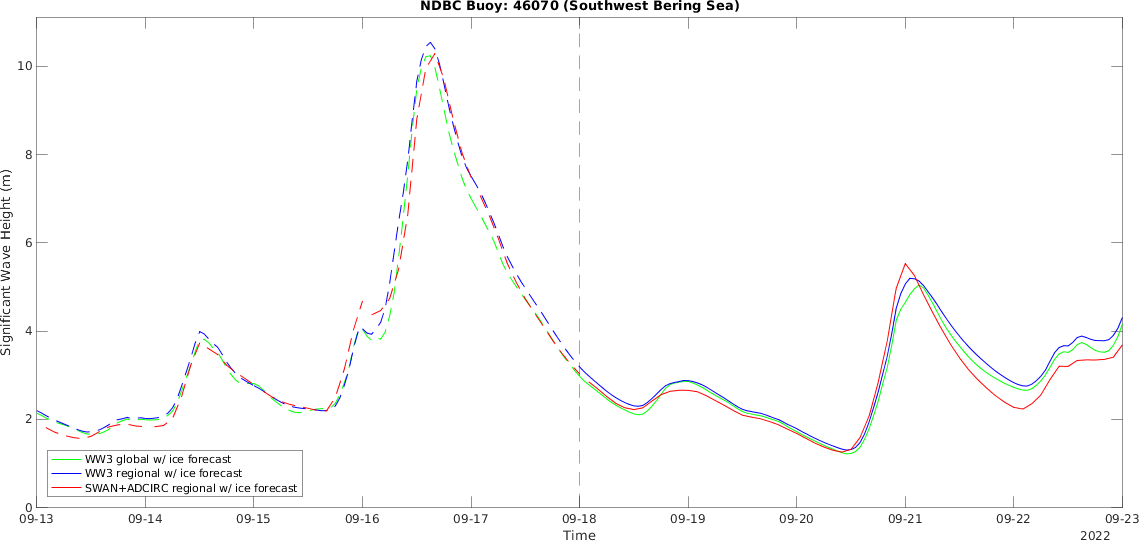 NDBC Buoy: 46070 (Southwest Bering Sea)
Significant Wave Height (m)
10
8
6
4
2
0
WW3 global w/ ice forecast
WW3 regional w/ ice forecast
SWAN+ADCIRC regional w/ ice forecast
09-13 09-14 09-15 09-16 09-17 09-18 09-19 09-20 09-21 09-22 09-23
Time
2022